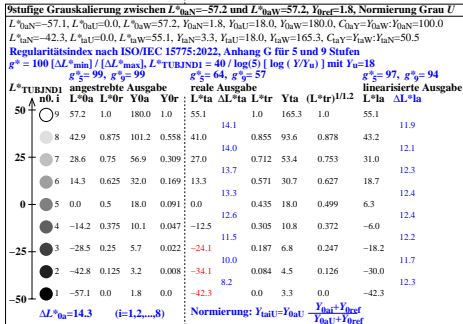 9stufige Grauskalierung zwischen L*0aN=−57.2 und L*0aW=57.2, Y0ref=1.8, Normierung Grau U
L*0aN=−57.1, L*0aU=0.0, L*0aW=57.2, Y0aN=1.8, Y0aU=18.0, Y0aW=180.0, C0aY=Y0aW:Y0aN=100.0
L*taN=−42.3, L*taU=0.0, L*taW=55.1, YtaN=3.3, YtaU=18.0, YtaW=165.3, CtaY=YtaW:YtaN=50.5
Regularitätsindex nach ISO/IEC 15775:2022, Anhang G für 5 und 9 Stufen
g* = 100 [ΔL*min] / [ΔL*max], L*TUBJND1 = 40 / log(5) [ log ( Y/Yu) ] mit Yu=18
g*5= 99, g*9= 99 g*5= 64, g*9= 57 g*5= 97, g*9= 94
L*TUBJND1 angestrebte Ausgabe reale Ausgabe linearisierte Ausgabe
n0. i L*0a L*0r Y0a Y0r L*ta ΔL*ta L*tr Yta (L*tr)1/1.2 L*la ΔL*la
50 9 57.2 1.0 180.0 1.0 55.1 1.0 165.3 1.0 55.1
14.1 11.9
8 42.9 0.875 101.2 0.558 41.0 0.855 93.6 0.878 43.2
14.0 12.1
25 7 28.6 0.75 56.9 0.309 27.0 0.712 53.4 0.753 31.0
13.7 12.3
6 14.3 0.625 32.0 0.169 13.3 0.571 30.7 0.627 18.7
13.3 12.4
0 5 0.0 0.5 18.0 0.091 0.0 0.435 18.0 0.499 6.3
12.6 12.4
4 −14.2 0.375 10.1 0.047 −12.5 0.305 10.8 0.372 −6.0
11.5 12.2
−25 3 −28.5 0.25 5.7 0.022 −24.1 0.187 6.8 0.247 −18.2
10.0 11.7
2 −42.8 0.125 3.2 0.008 −34.1 0.084 4.5 0.126 −30.0
8.2 12.3
−50 1 −57.1 0.0 1.8 0.0 −42.3 0.0 3.3 0.0 −42.3
ΔL*0a=14.3 (i=1,2,...,8) Normierung: YtaiU=Y0aU Y0ai+Y0ref / Y0aU+Y0ref